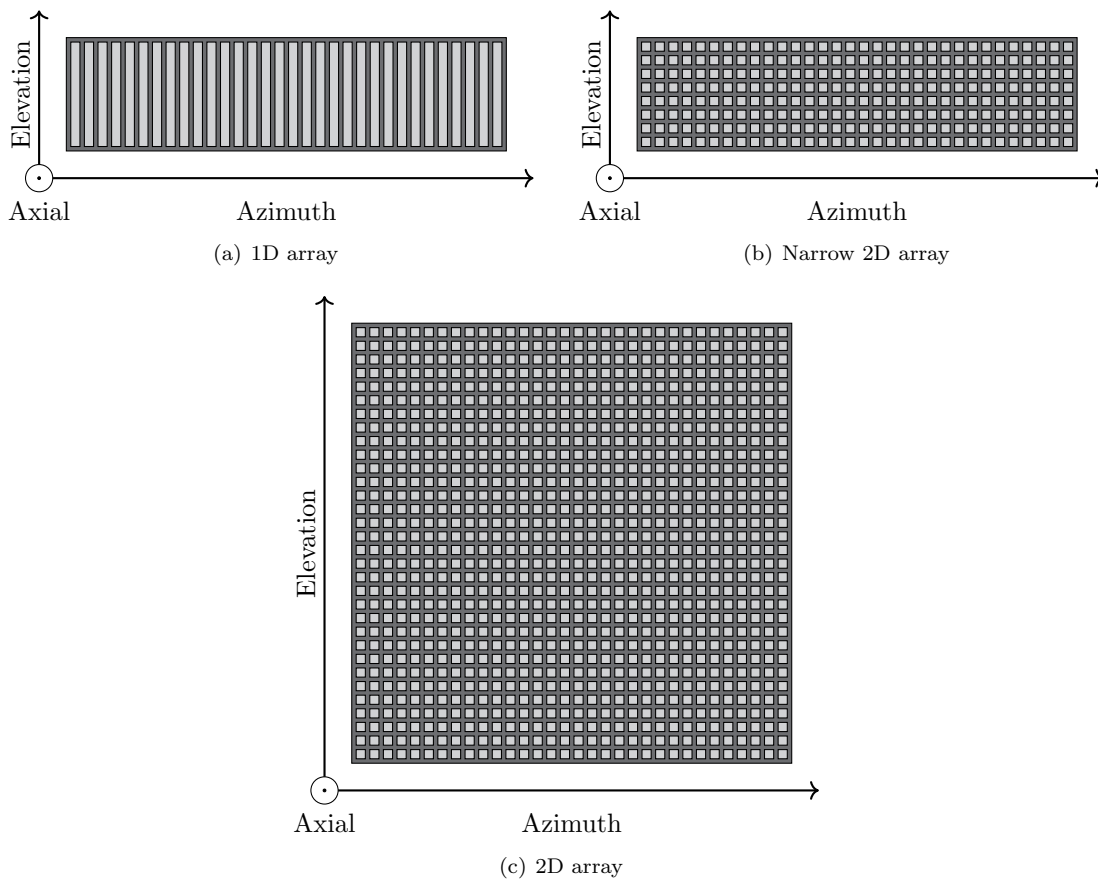 Elevation
Axial
Azimuth
(a) 1D array
Elevation
Axial
Azimuth
(b) Narrow 2D array
Elevation
Axial
Azimuth
(c) 2D array